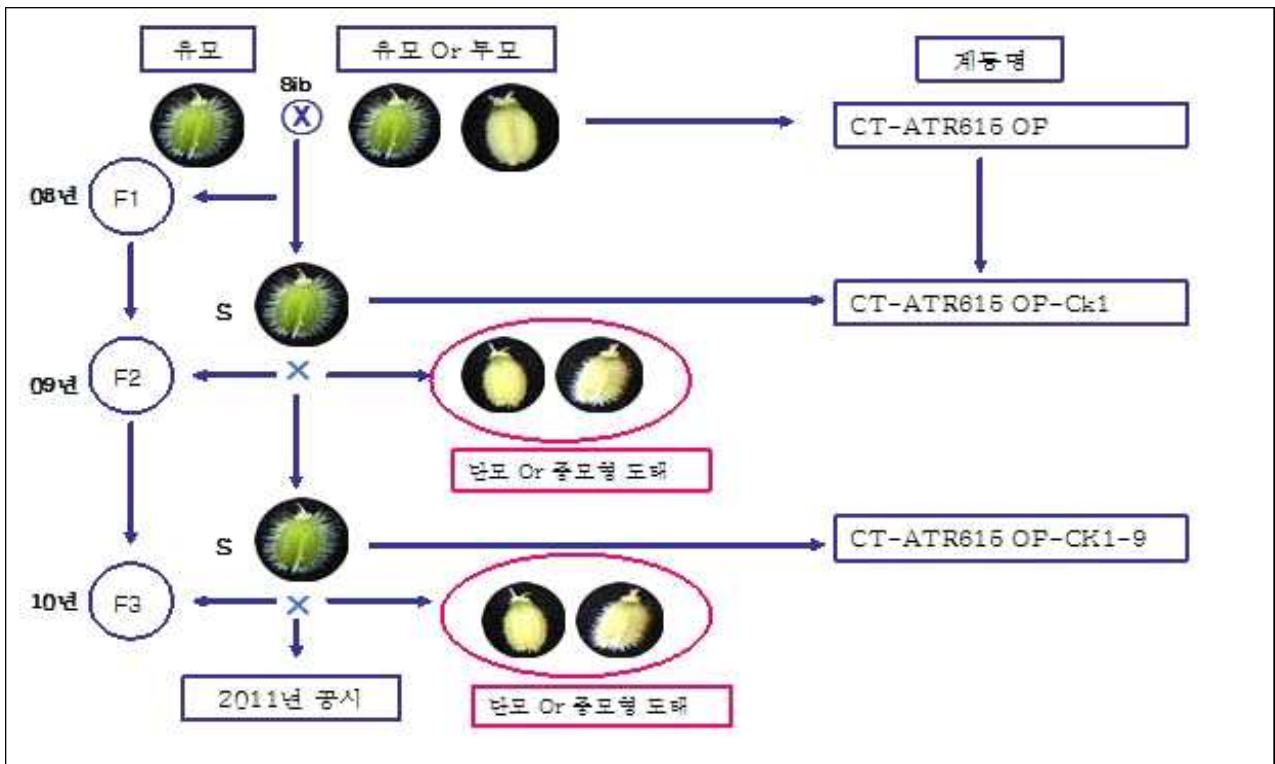 유모
유모 Or 무모
계통명
Sib
X
CT-ATR615 OP
08년
F1
S
CT-ATR615 OP-Ck1
09년
F2
단모 Or 중모형 도태
S
CT-ATR615 OP-CK1-9
10년
F3
2011년 공시
단모 Or 중모형 도태